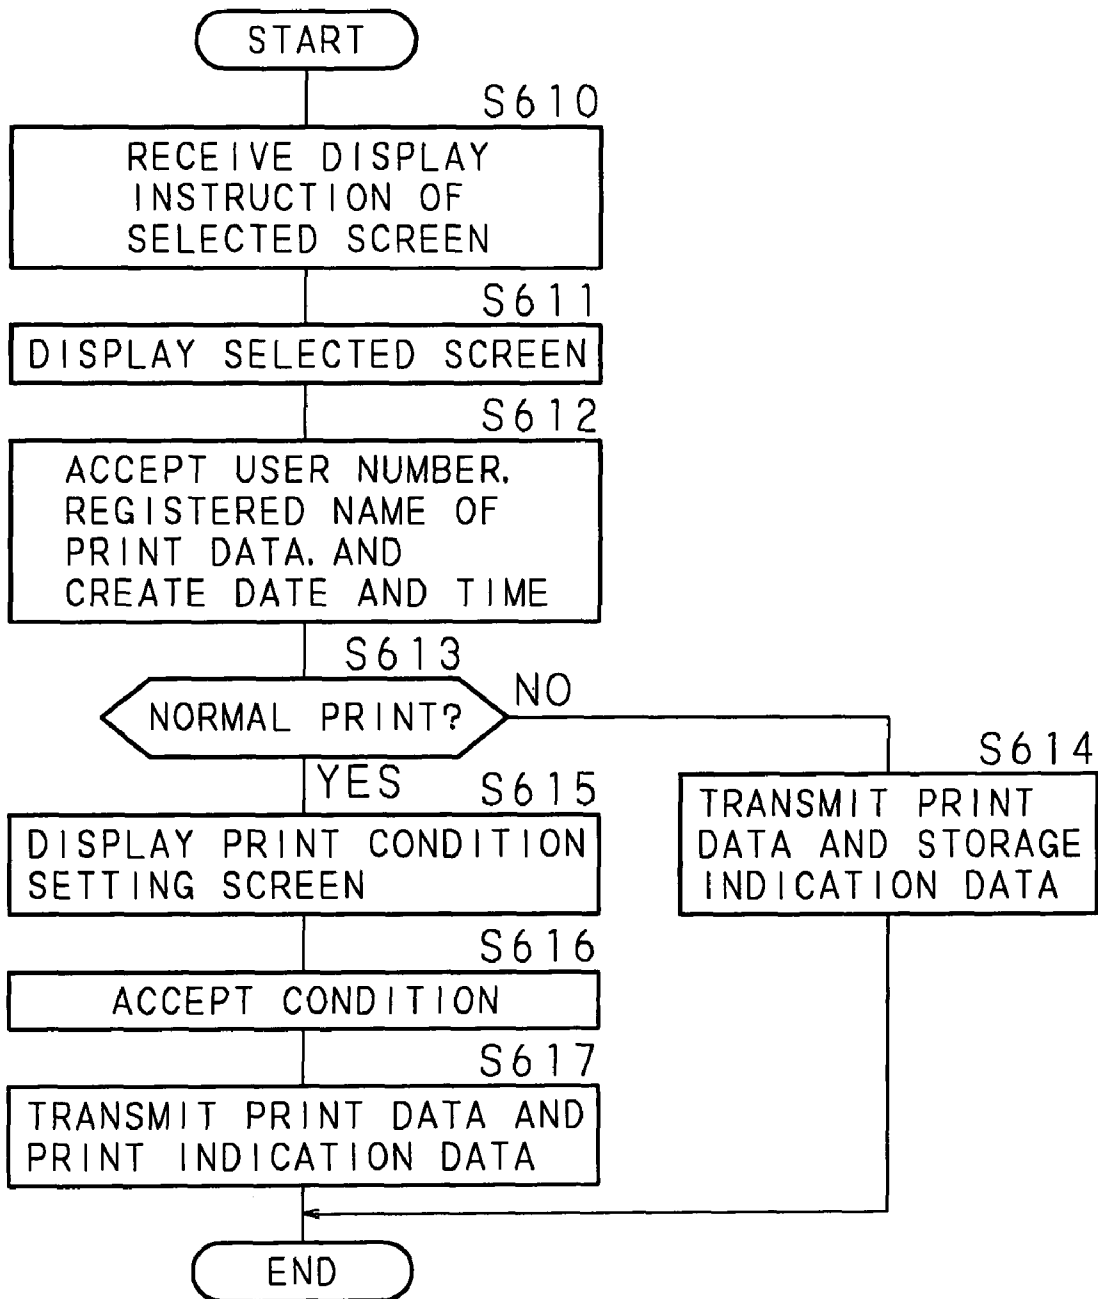 START
S610
RECEIVE DISPLAY
INSTRUCTION OF
SELECTED SCREEN
S611
DISPLAY SELECTED SCREEN
S612
ACCEPT USER NUMBER,
REGISTERED NAME OF
PRINT DATA, AND
CREATE DATE AND TIME
S613
NORMAL PRINT?
NO
YES
S614
TRANSMIT PRINT
DATA AND STORAGE
INDICATION DATA
S615
DISPLAY PRINT CONDITION
SETTING SCREEN
S616
ACCEPT CONDITION
S617
TRANSMIT PRINT DATA AND
PRINT INDICATION DATA
END